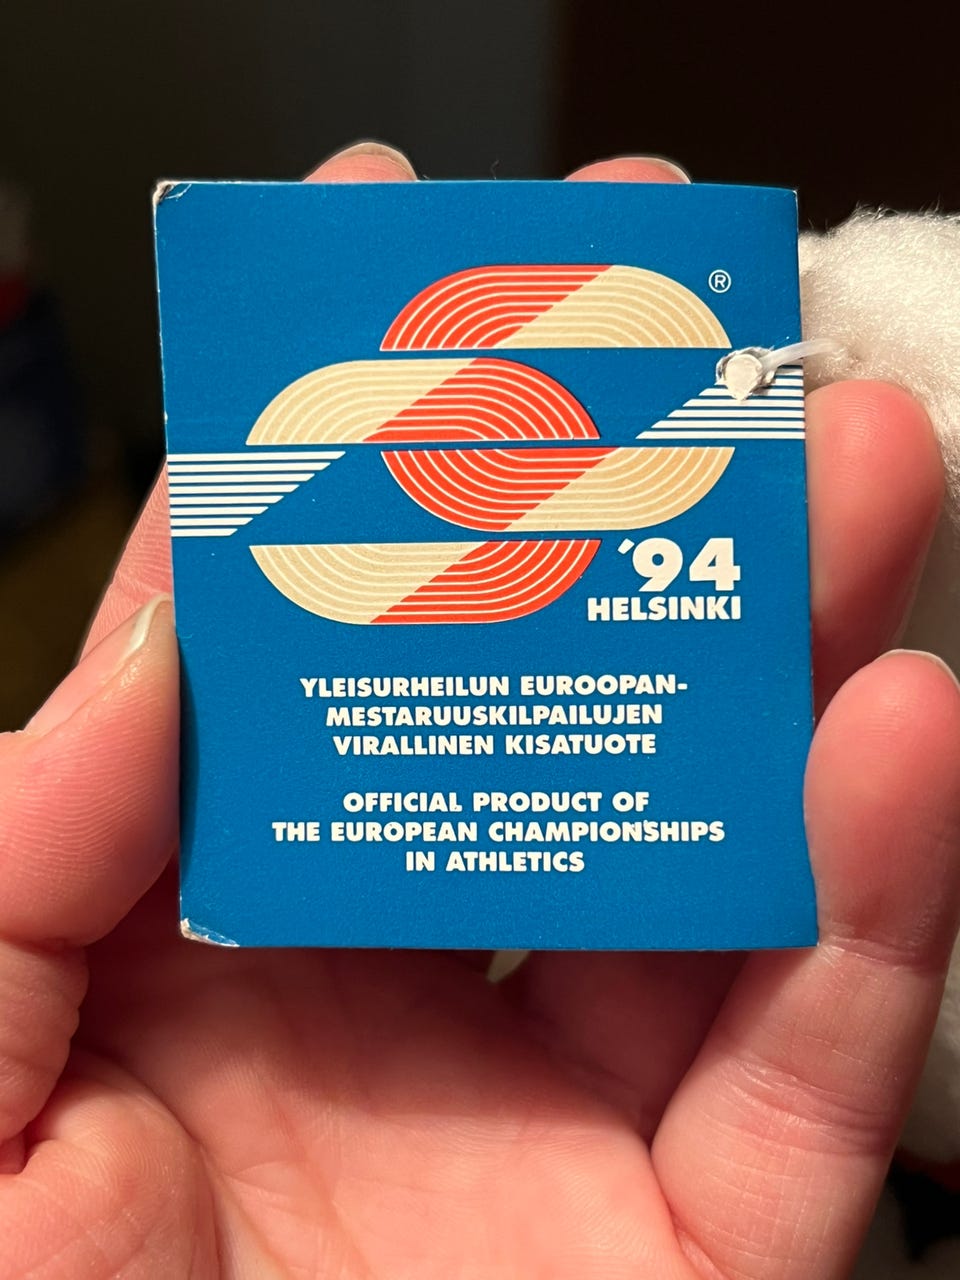 ®
'94
HELSINKI
YLEISURHEILUN EUROOPAN-
MESTARUUSKILPAILUJEN
VIRALLINEN KISATUOTE
OFFICIAL PRODUCT OF
THE EUROPEAN CHAMPIONSHIPS
IN ATHLETICS